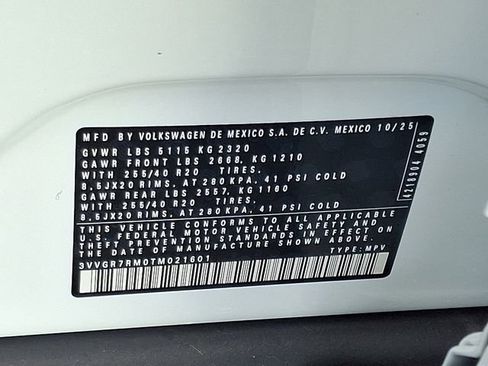 MFD BY VOLKSWAGEN DE MEXICO S.A. DE C.V. MEXICO 10/25
GVWR LBS 5115 KG 2320
GAWR FRONT LBS 2668, KG 1210
WITH 255/40 R20 TIRES.
8.5JX20 RIMS. AT 280 KPA, 41 PSI COLD
GAWR REAR LBS 2557, KG 1160
WITH 255/40 R20 TIRES.
8.5JX20 RIMS. AT 280 KPA, 41 PSI COLD
THIS VEHICLE CONFORMS TO ALL APPLICABLE
U.S. FEDERAL MOTOR VEHICLE SAFETY AND
THEFT PREVENTION STANDARDS IN EFFECT ON
THE DATE OF MANUFACTURE SHOWN ABOVE.
3VVGR7RM0TM021601 TYPE: MPV